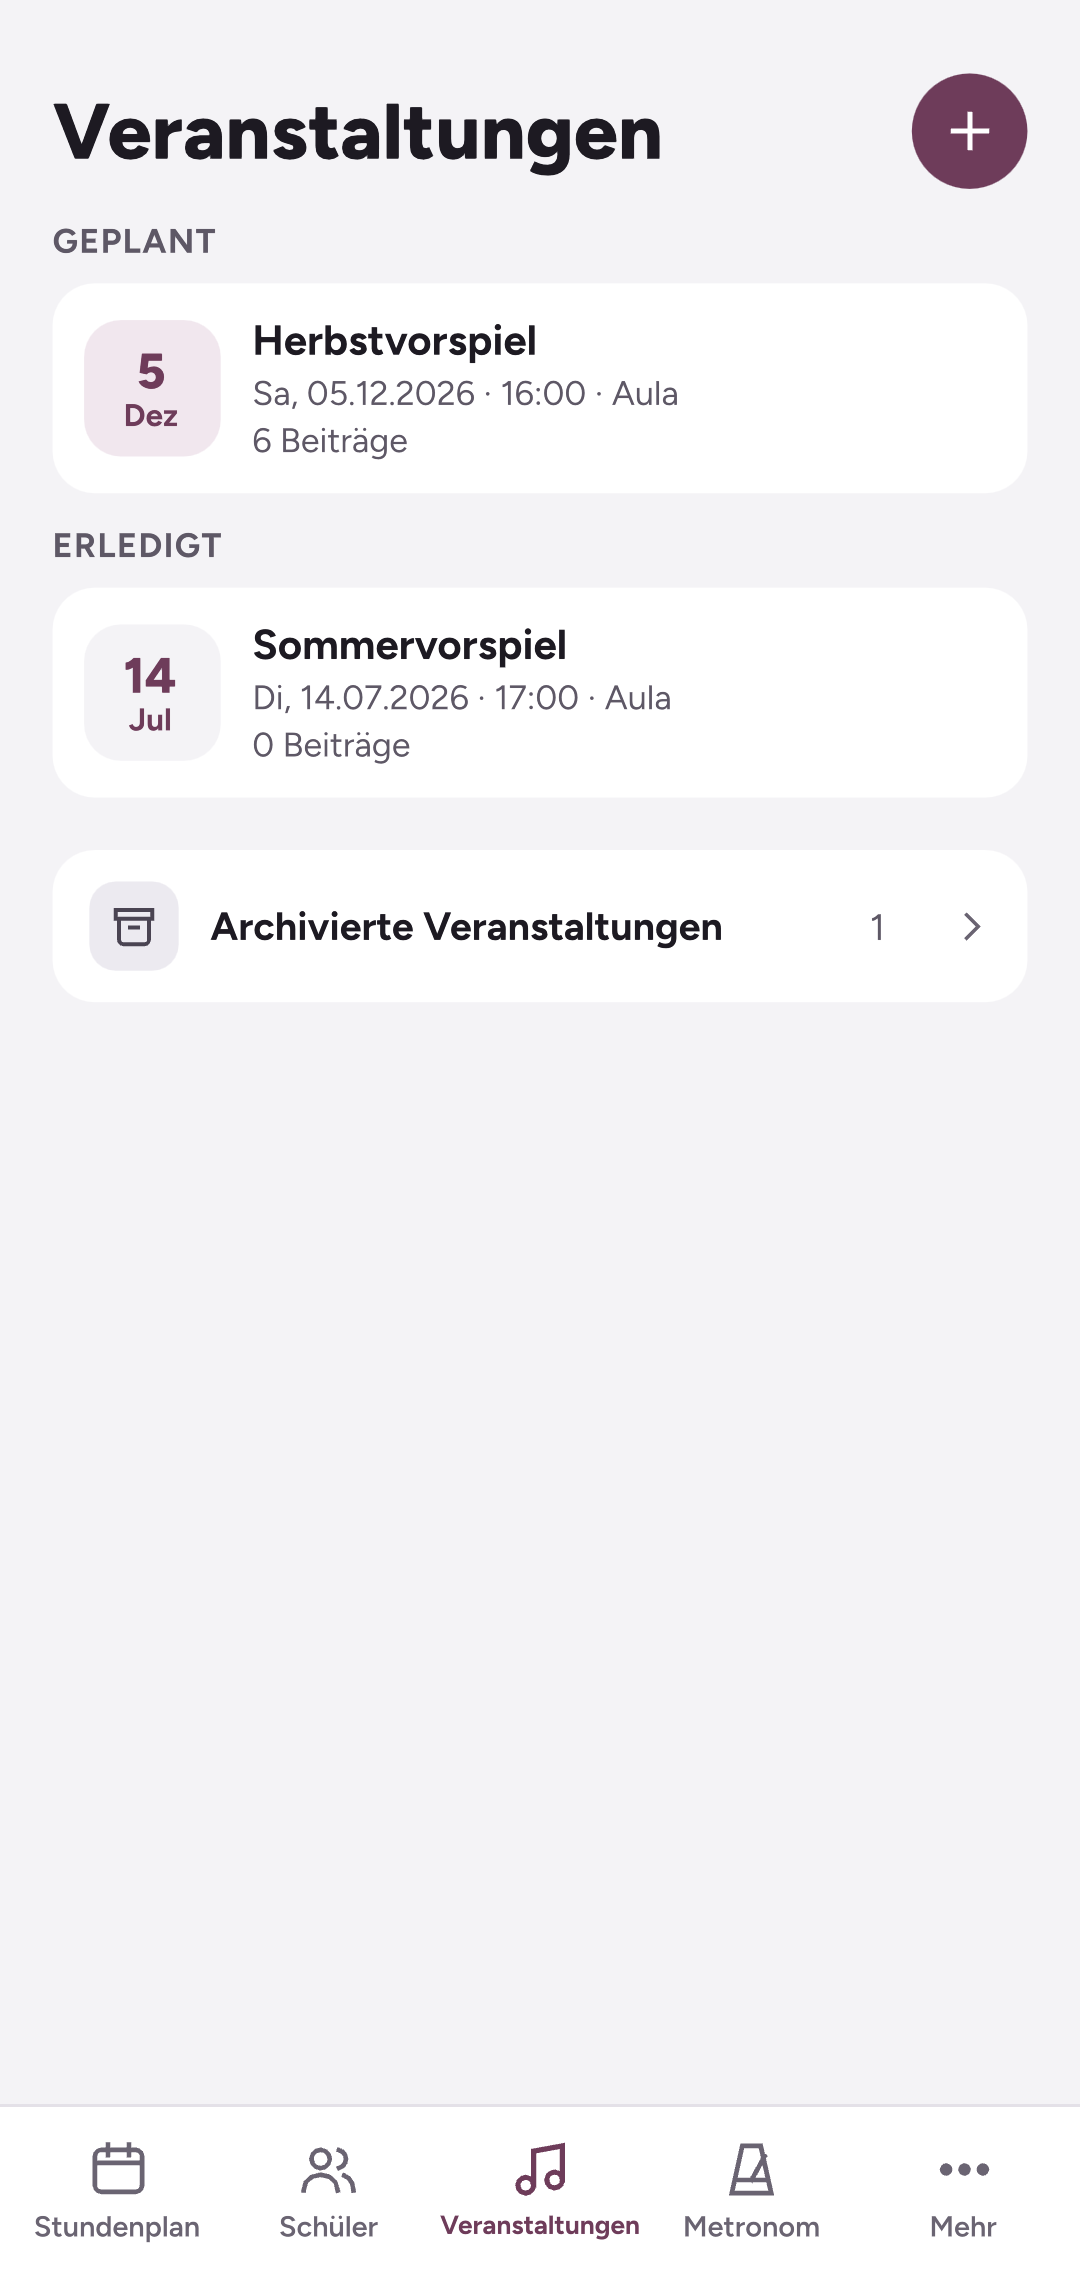 Veranstaltungen
GEPLANT
5
Dez
Herbstvorspiel
Sa, 05.12.2026 · 16:00 · Aula
6 Beiträge
ERLEDIGT
14
Jul
Sommervorspiel
Di, 14.07.2026 · 17:00 · Aula
0 Beiträge
Archivierte Veranstaltungen 1
Stundenplan Schüler Veranstaltungen Metronom Mehr